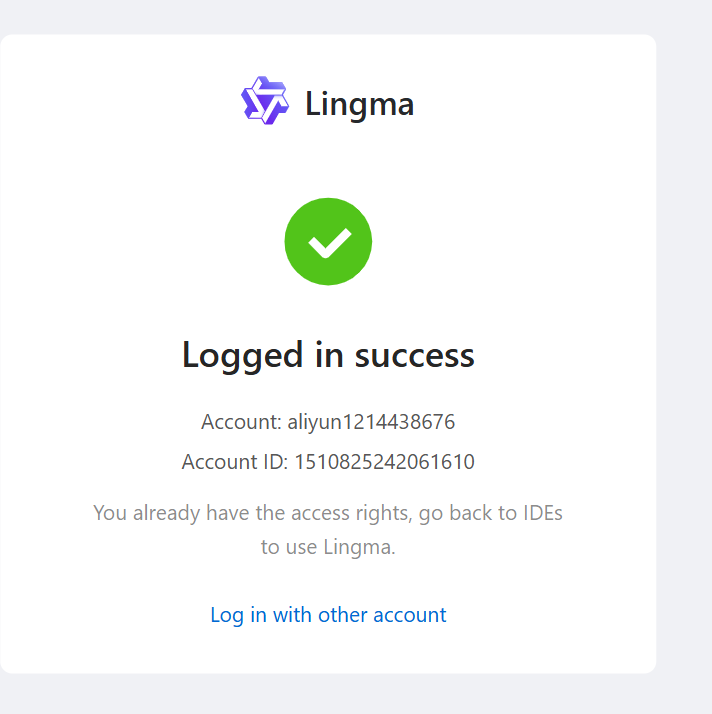 Lingma
Logged in success
Account: aliyun1214438676
Account ID: 1510825242061610
You already have the access rights, go back to IDEs
to use Lingma.
Log in with other account